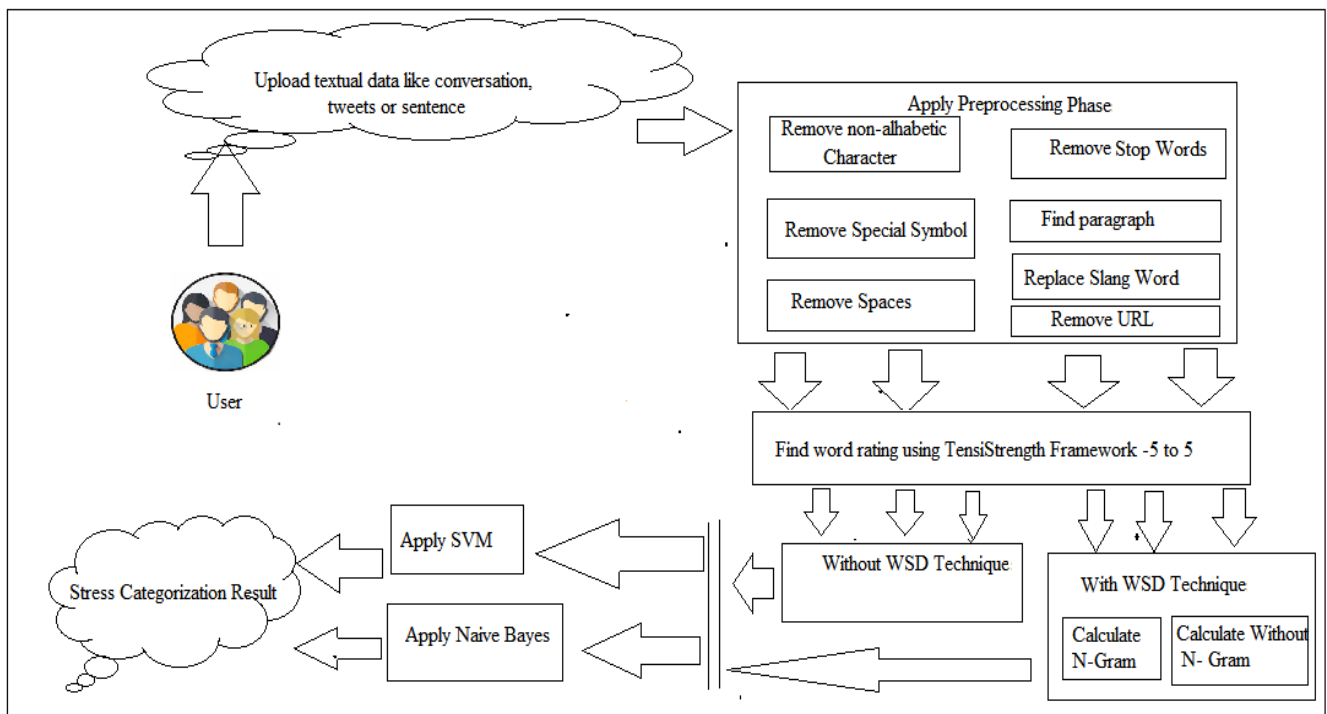 Upload textual data like conversation,
tweets or sentence
User
Apply Preprocessing Phase
Remove non-alhabetic
Character
Remove Stop Words
Remove Special Symbol
Find paragraph
Remove Spaces
Replace Slang Word
Remove URL
Find word rating using TensiStrength Framework -5 to 5
Without WSD Technique
With WSD Technique
Calculate
N-Gram
Calculate Without
N- Gram
Apply SVM
Apply Naive Bayes
Stress Categorization Result